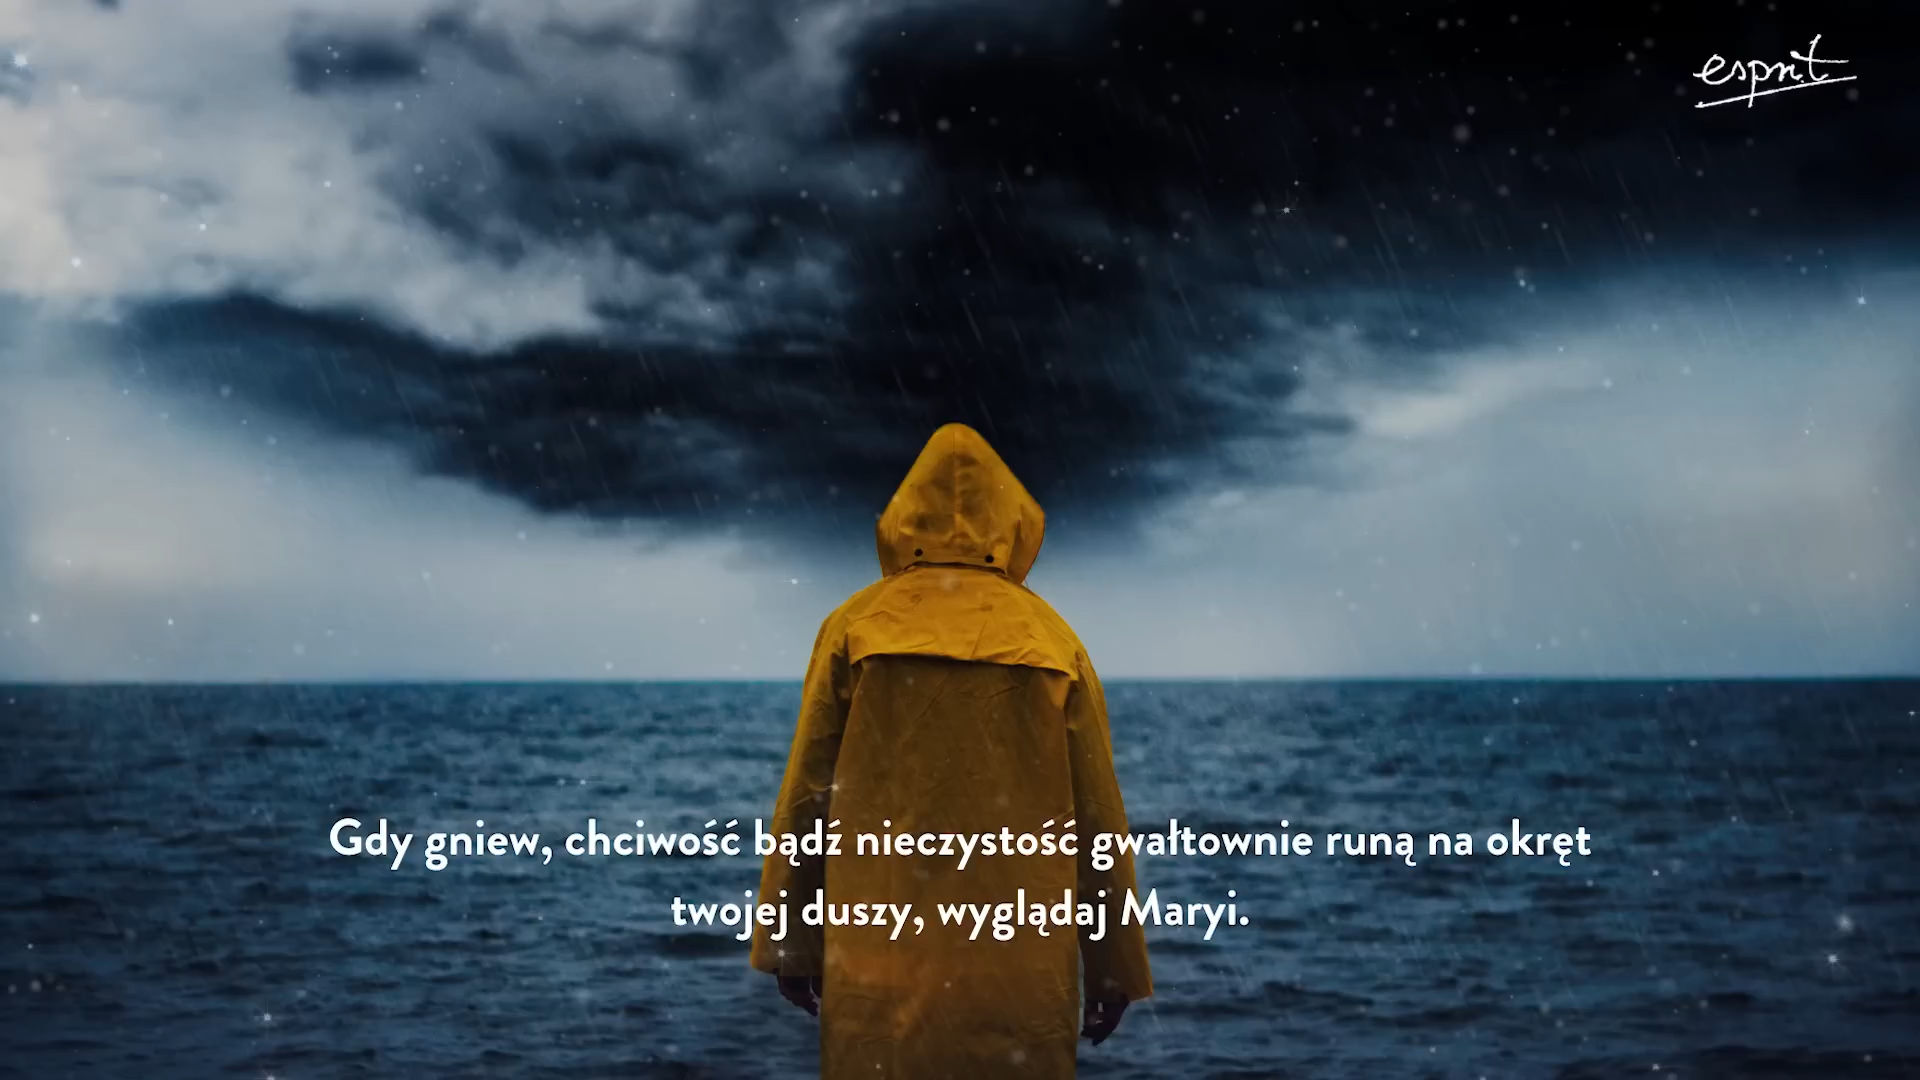 esprit
Gdy gniew, chciwość bądź nieczystość gwałtownie runą na okręt
twojej duszy, wyglądaj Maryi.